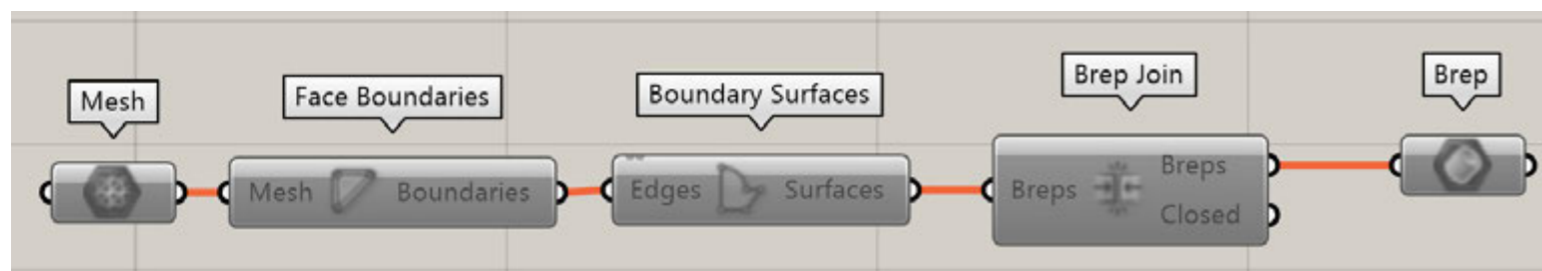 Mesh
Face Boundaries
Boundary Surfaces
Brep Join
Brep
Mesh
Boundaries
Edges
Surfaces
Breps
Breps
Closed